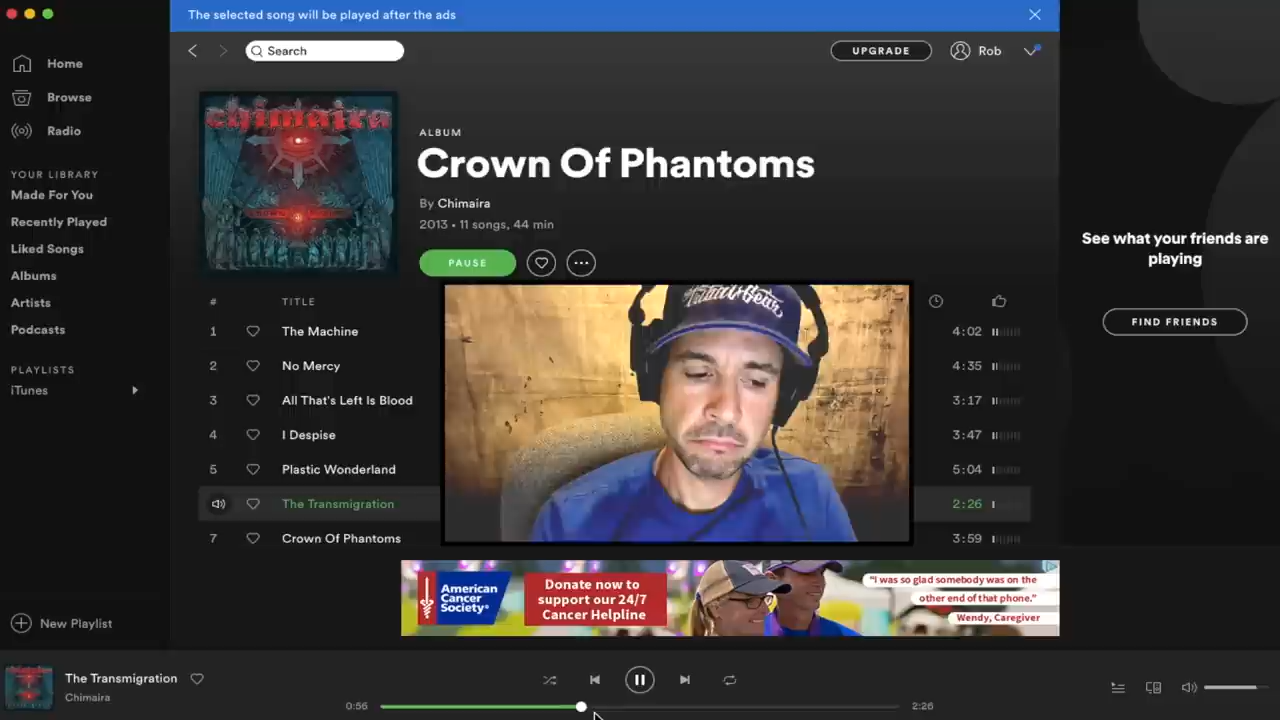 The selected song will be played after the ads
Search
UPGRADE
Rob
Home
Browse
Radio
YOUR LIBRARY
Made For You
Recently Played
Liked Songs
Albums
Artists
Podcasts
PLAYLISTS
iTunes
New Playlist
chimaira
ALBUM
Crown Of Phantoms
By Chimaira
2013 • 11 songs, 44 min
PAUSE
# TITLE
1 The Machine 4:02
2 No Mercy 4:35
3 All That's Left Is Blood 3:17
4 I Despise 3:47
5 Plastic Wonderland 5:04
The Transmigration 2:26
7 Crown Of Phantoms 3:59
See what your friends are
playing
FIND FRIENDS
American
Cancer
Society®
Donate now to
support our 24/7
Cancer Helpline
"I was so glad somebody was on the
other end of that phone."
Wendy, Caregiver
The Transmigration
Chimaira
0:56
2:26